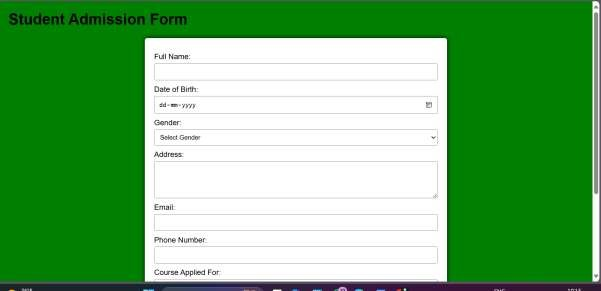 Student Admission Form
Full Name:
Date of Birth:
dd-mm-yyyy
Gender:
Select Gender
Address:
Email:
Phone Number:
Course Applied For: